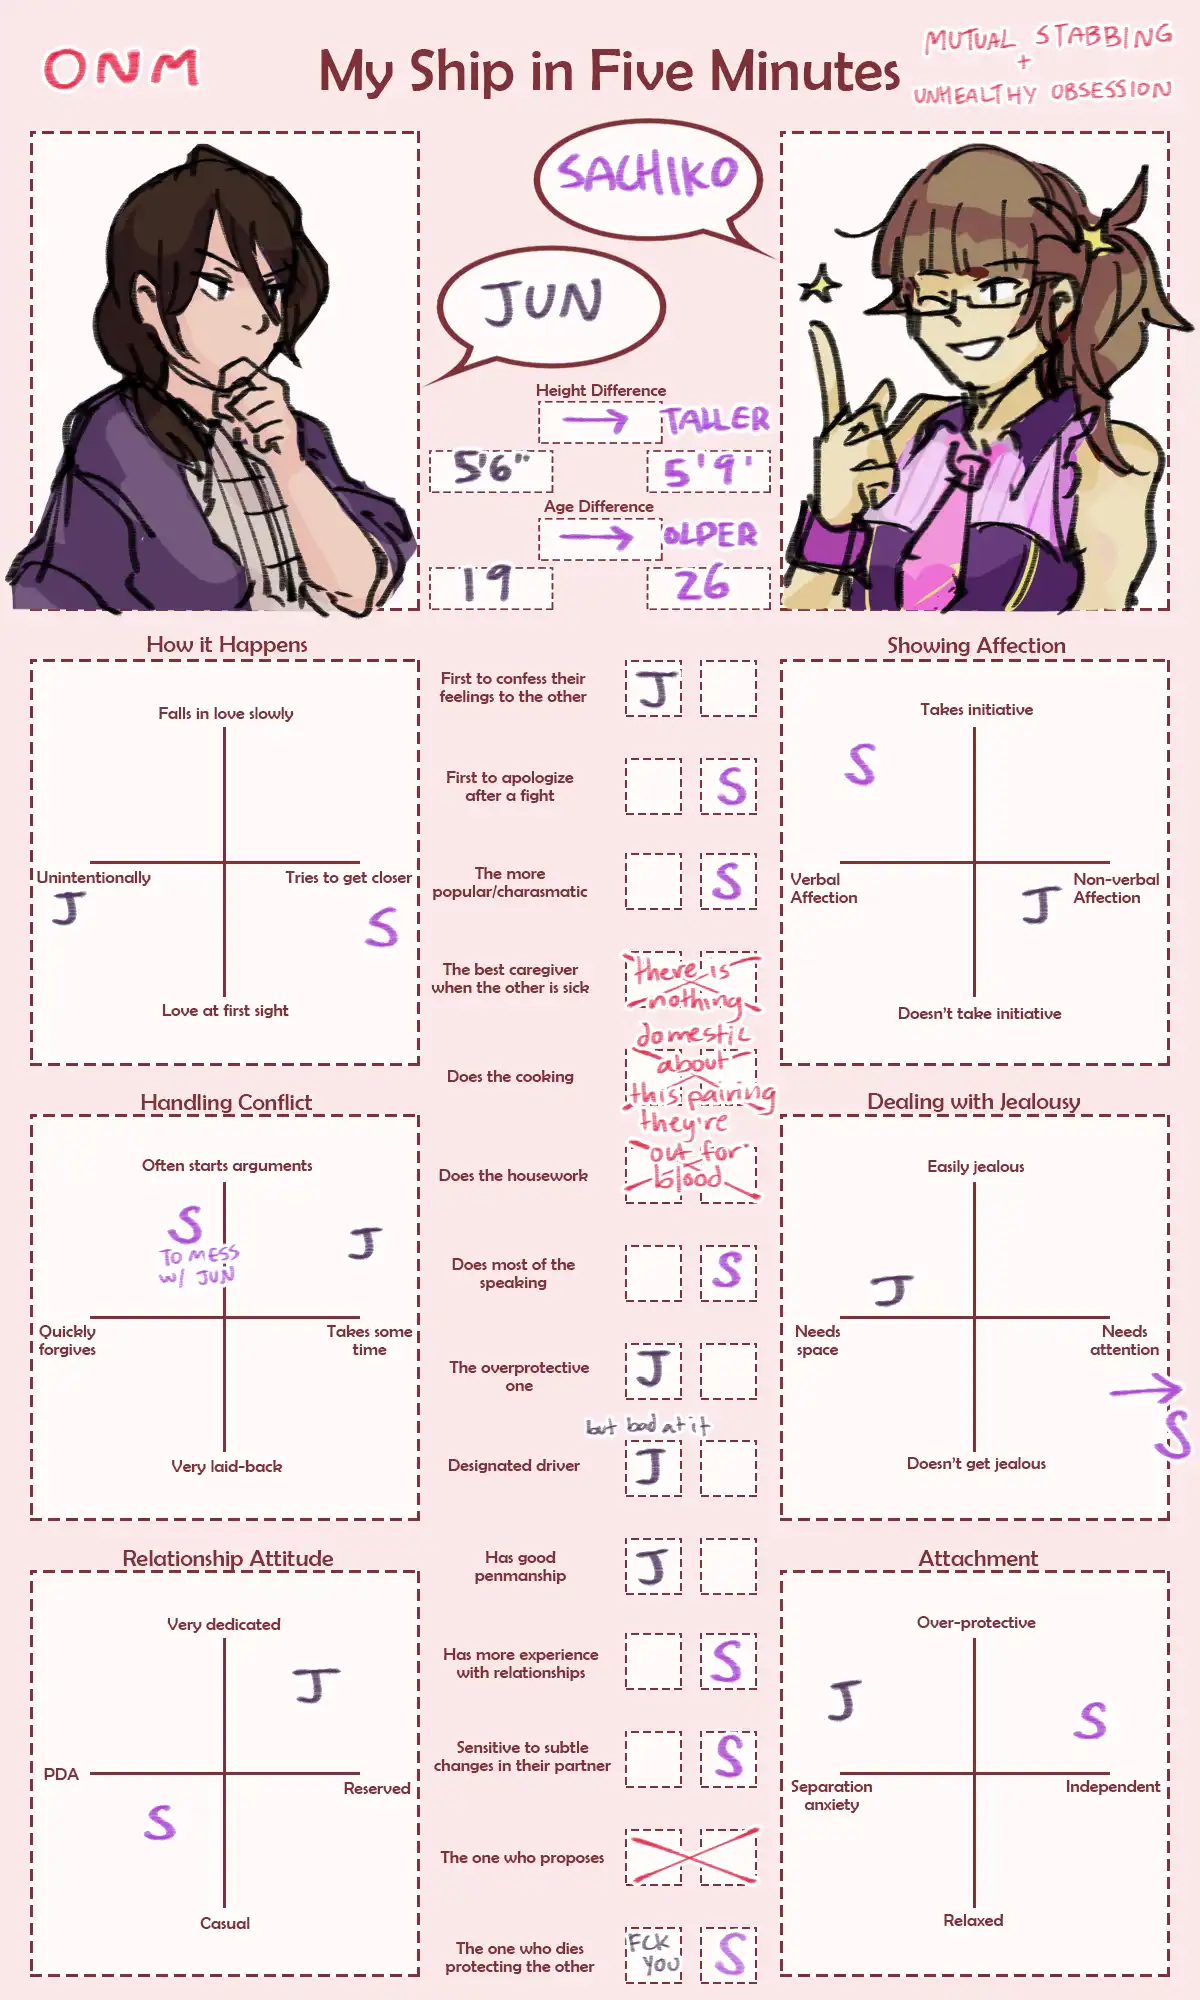 ONM
My Ship in Five Minutes
MUTUAL STABBING
+
UNHEALTHY OBSESSION
SACHIKO
JUN
Height Difference
→ TALLER
5'6"
5'9'
Age Difference
→ OLDER
19
26
How it Happens
Falls in love slowly
Unintentionally
Tries to get closer
J
S
Love at first sight
First to confess their
feelings to the other
J
First to apologize
after a fight
S
The more
popular/charasmatic
S
The best caregiver
when the other is sick
Does the cooking
Does the housework
there is
nothing
domestic
about
this pairing
they're
out for
blood
Does most of the
speaking
S
The overprotective
one
J
but bad at it
Designated driver
J
Has good
penmanship
J
Has more experience
with relationships
S
Sensitive to subtle
changes in their partner
S
The one who proposes
The one who dies
protecting the other
FCK
YOU
S
Showing Affection
Takes initiative
S
Verbal
Affection
Non-verbal
Affection
J
Doesn't take initiative
Handling Conflict
Often starts arguments
S
TO MESS
W/ JUN
J
Quickly
forgives
Takes some
time
Very laid-back
Dealing with Jealousy
Easily jealous
J
Needs
space
Needs
attention
→
S
Doesn't get jealous
Relationship Attitude
Very dedicated
J
PDA
Reserved
S
Casual
Attachment
Over-protective
J
S
Separation
anxiety
Independent
Relaxed